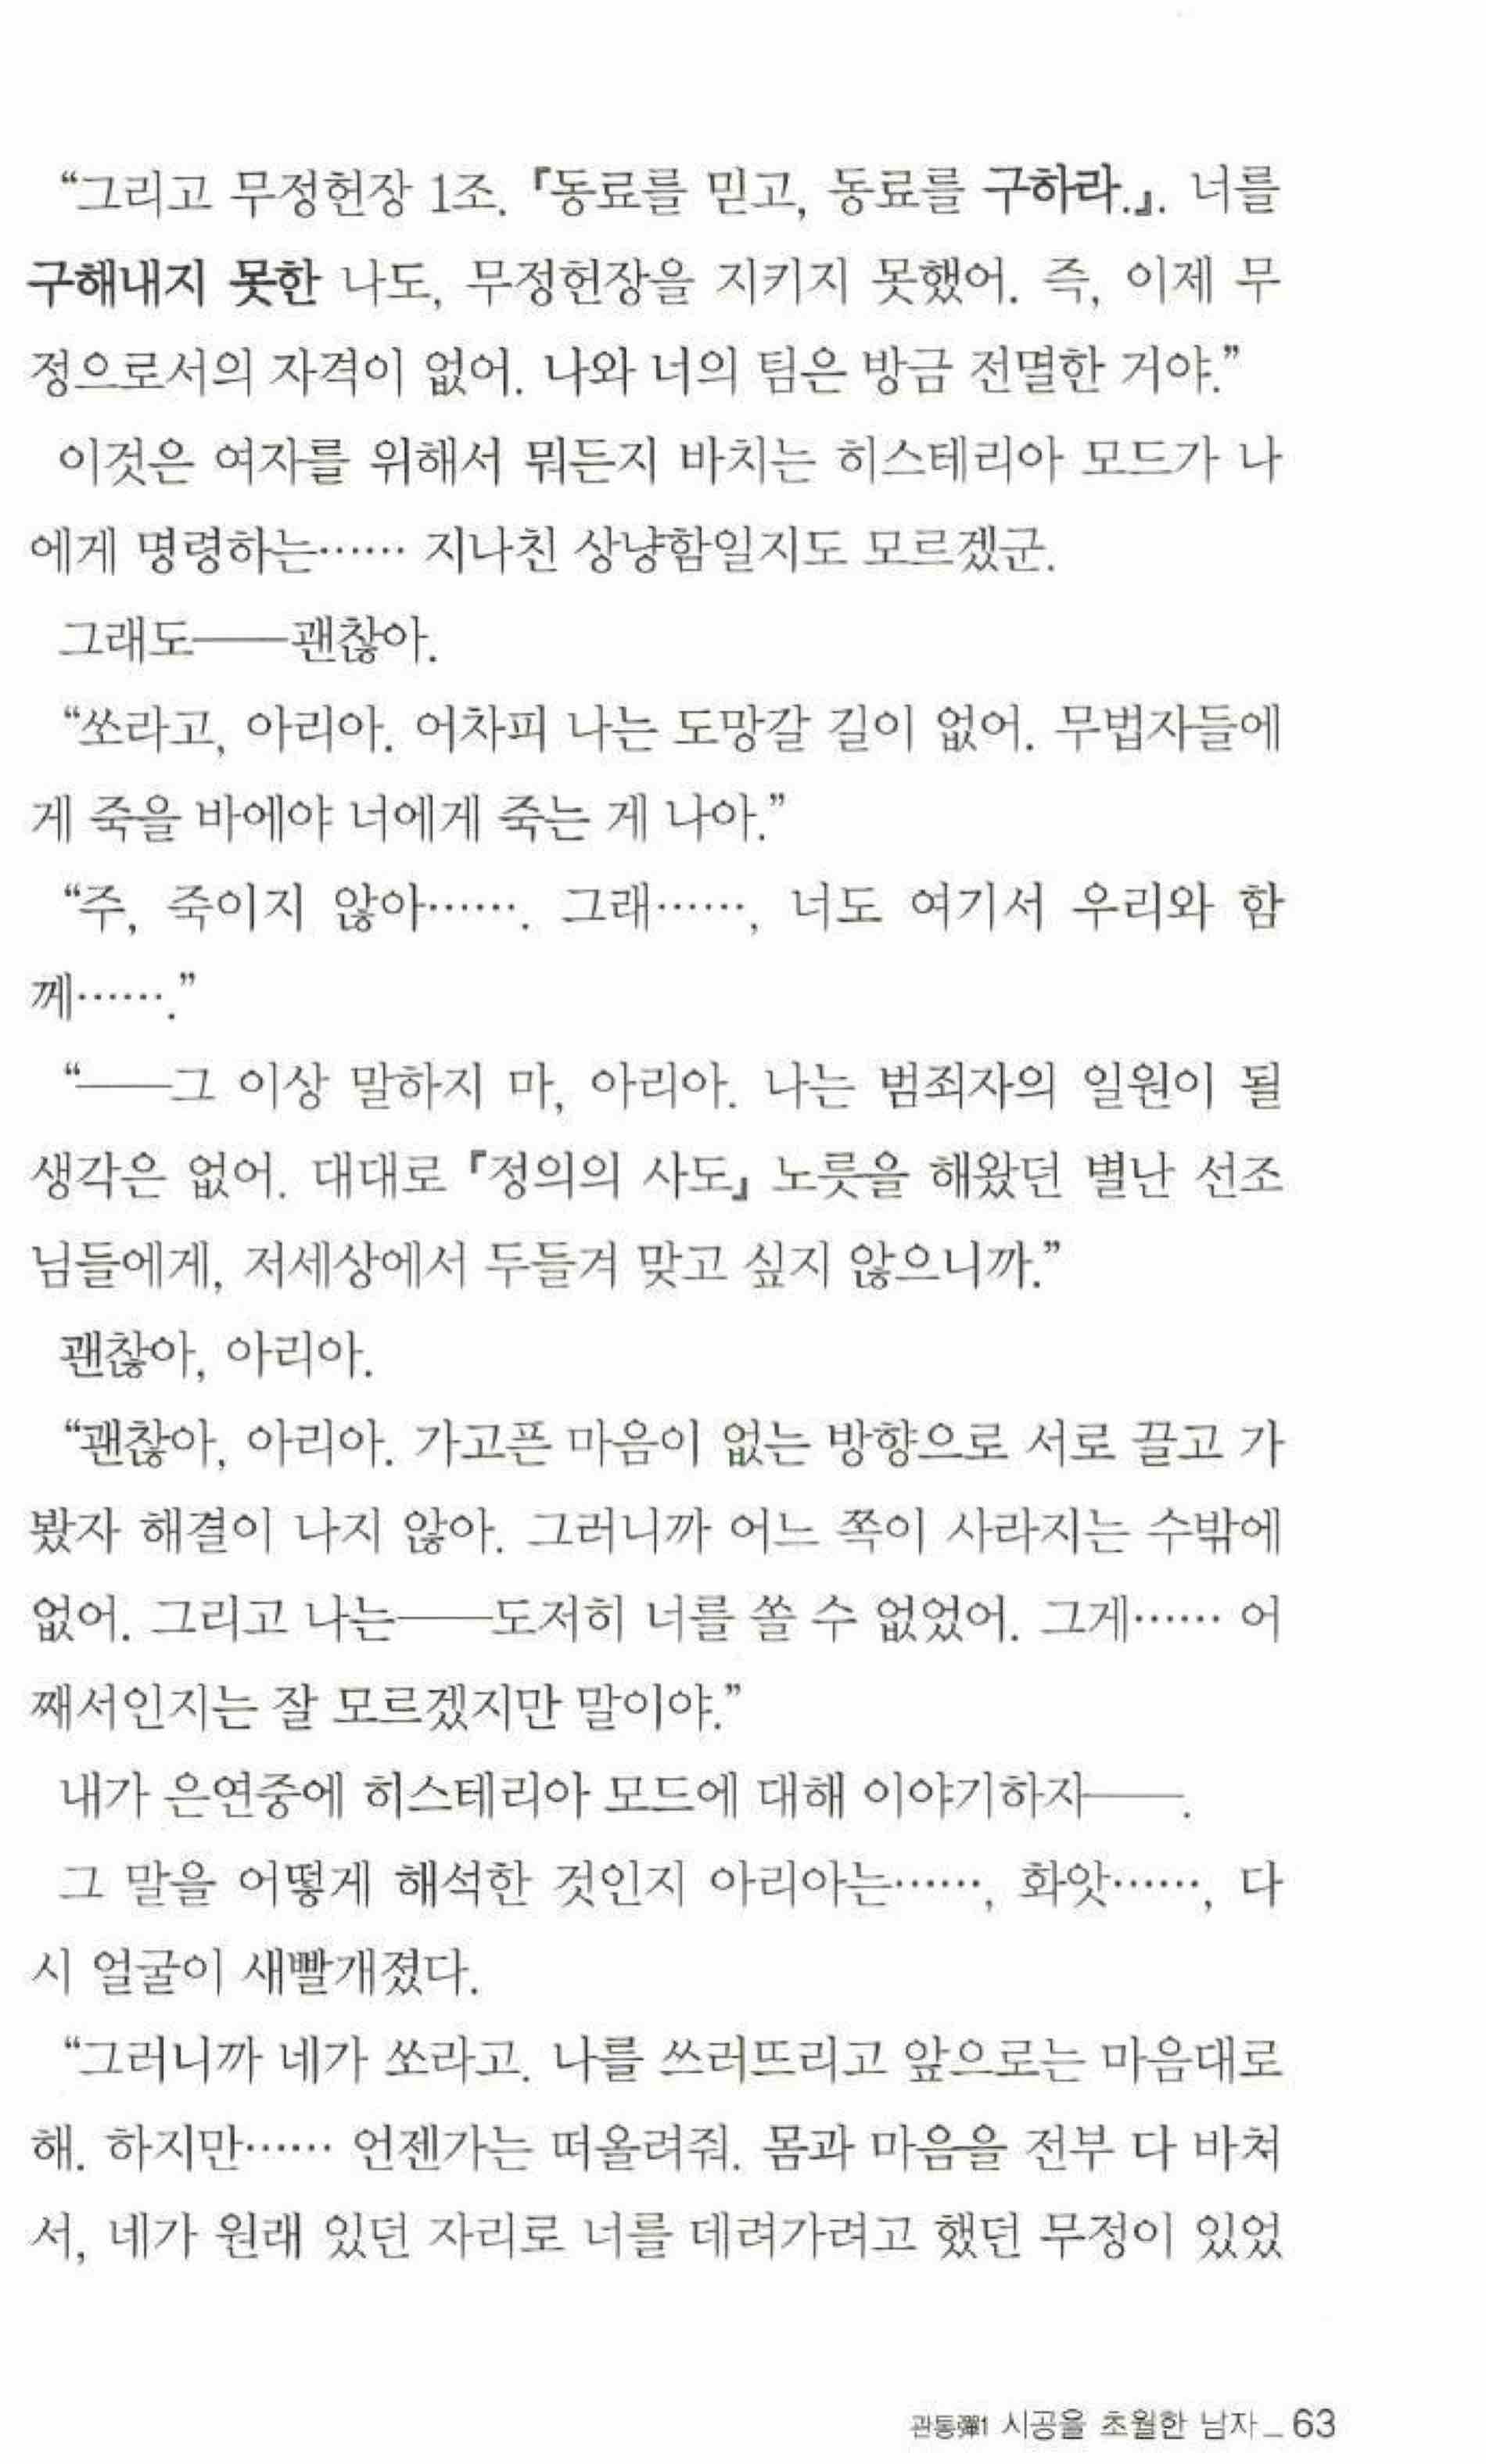 “그리고 무정헌장 1조. 『동료를 믿고, 동료를 구하라.』. 너를
구해내지 못한 나도, 무정헌장을 지키지 못했어. 즉, 이제 무
정으로서의 자격이 없어. 나와 너의 팀은 방금 전멸한 거야.”
이것은 여자를 위해서 뭐든지 바치는 히스테리아 모드가 나
에게 명령하는…… 지나친 상냥함일지도 모르겠군.
그래도──괜찮아.
“쏘라고, 아리아. 어차피 나는 도망갈 길이 없어. 무법자들에
게 죽을 바에야 너에게 죽는 게 나아.”
“주, 죽이지 않아……. 그래……, 너도 여기서 우리와 함
께…….”
“──그 이상 말하지 마, 아리아. 나는 범죄자의 일원이 될
생각은 없어. 대대로 『정의의 사도』 노릇을 해왔던 별난 선조
님들에게, 저세상에서 두들겨 맞고 싶지 않으니까.”
괜찮아, 아리아.
“괜찮아, 아리아. 가고픈 마음이 없는 방향으로 서로 끌고 가
봤자 해결이 나지 않아. 그러니까 어느 쪽이 사라지는 수밖에
없어. 그리고 나는──도저히 너를 쏠 수 없었어. 그게…… 어
째서인지는 잘 모르겠지만 말이야.”
내가 은연중에 히스테리아 모드에 대해 이야기하자──.
그 말을 어떻게 해석한 것인지 아리아는……, 화앗……, 다
시 얼굴이 새빨개졌다.
“그러니까 네가 쏘라고. 나를 쓰러뜨리고 앞으로는 마음대로
해. 하지만…… 언젠가는 떠올려줘. 몸과 마음을 전부 다 바쳐
서, 네가 원래 있던 자리로 너를 데려가려고 했던 무정이 있었
관통彈1 시공을 초월한 남자 _ 63